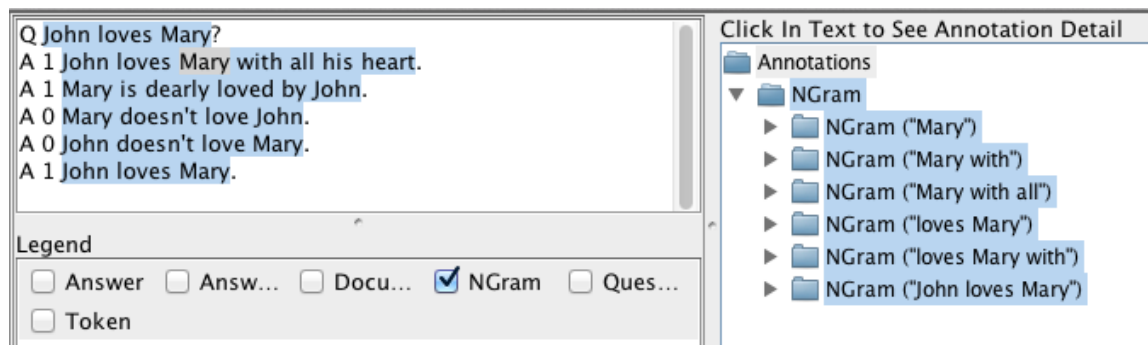 Q John loves Mary?
A 1 John loves Mary with all his heart.
A 1 Mary is dearly loved by John.
A 0 Mary doesn't love John.
A 0 John doesn't love Mary.
A 1 John loves Mary.
Legend
Answer Answ... Docu... NGram Ques...
Token
Click In Text to See Annotation Detail
Annotations
NGram
NGram ("Mary")
NGram ("Mary with")
NGram ("Mary with all")
NGram ("loves Mary")
NGram ("loves Mary with")
NGram ("John loves Mary")